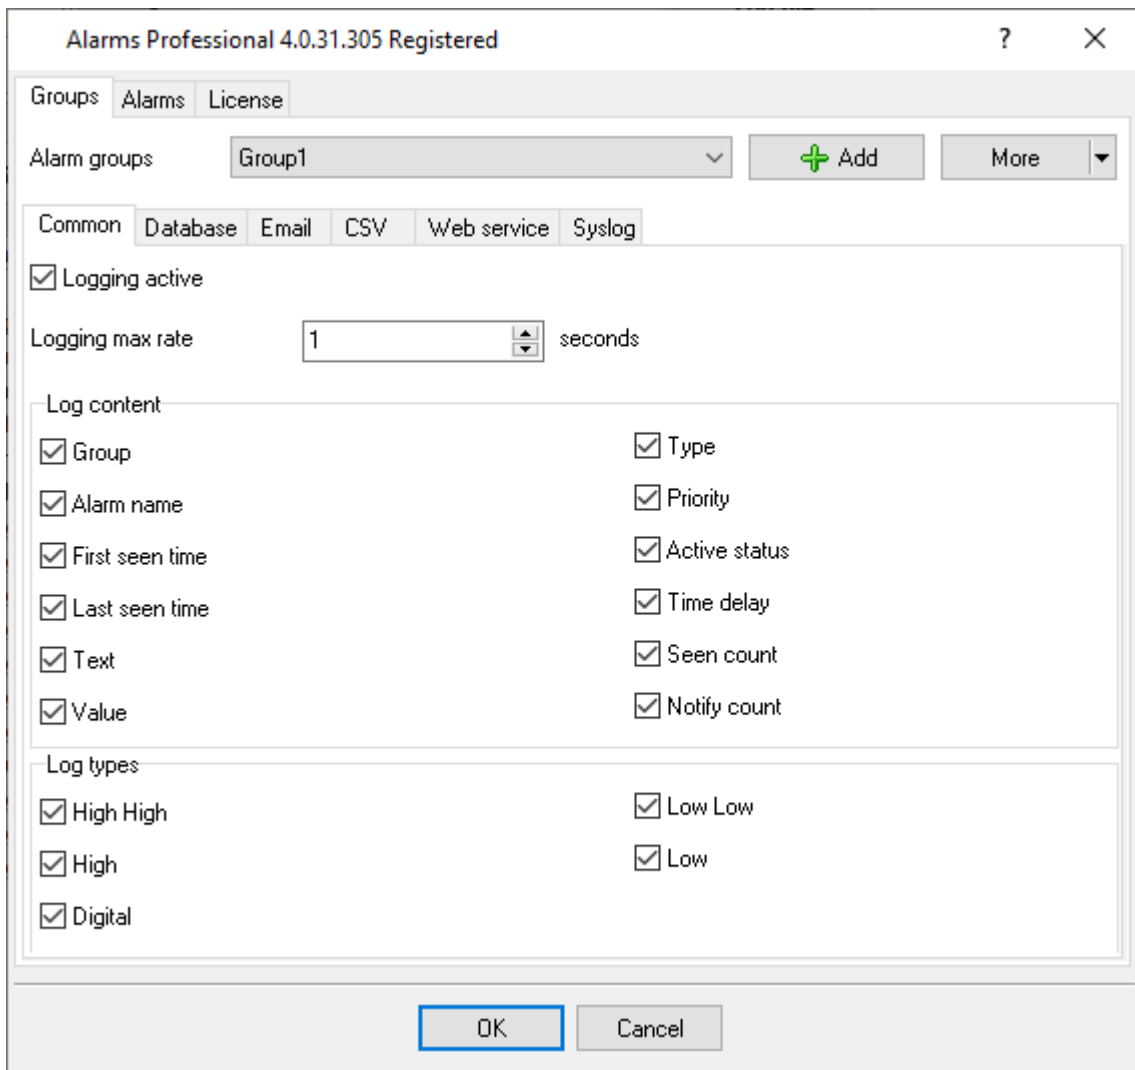 Alarms Professional 4.0.31.305 Registered ?
Groups Alarms License
Alarm groups Group1 Add More
Common Database Email CSV Web service Syslog
Logging active
Logging max rate 1 seconds
Log content
Group Type
Alarm name Priority
First seen time Active status
Last seen time Time delay
Text Seen count
Value Notify count
Log types
High High Low Low
High Low
Digital
OK Cancel